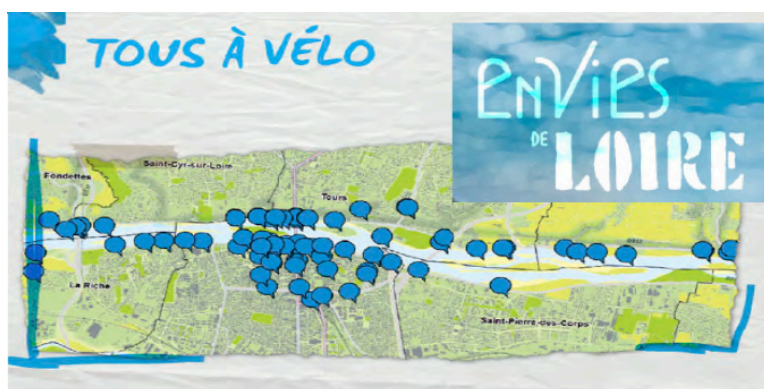 TOUS À VÉLO
ENVIES
DE
LOIRE
Saint-Cyr-sur-Loire
Fondettes
Tours
La Riche
Saint-Pierre-des-Corps